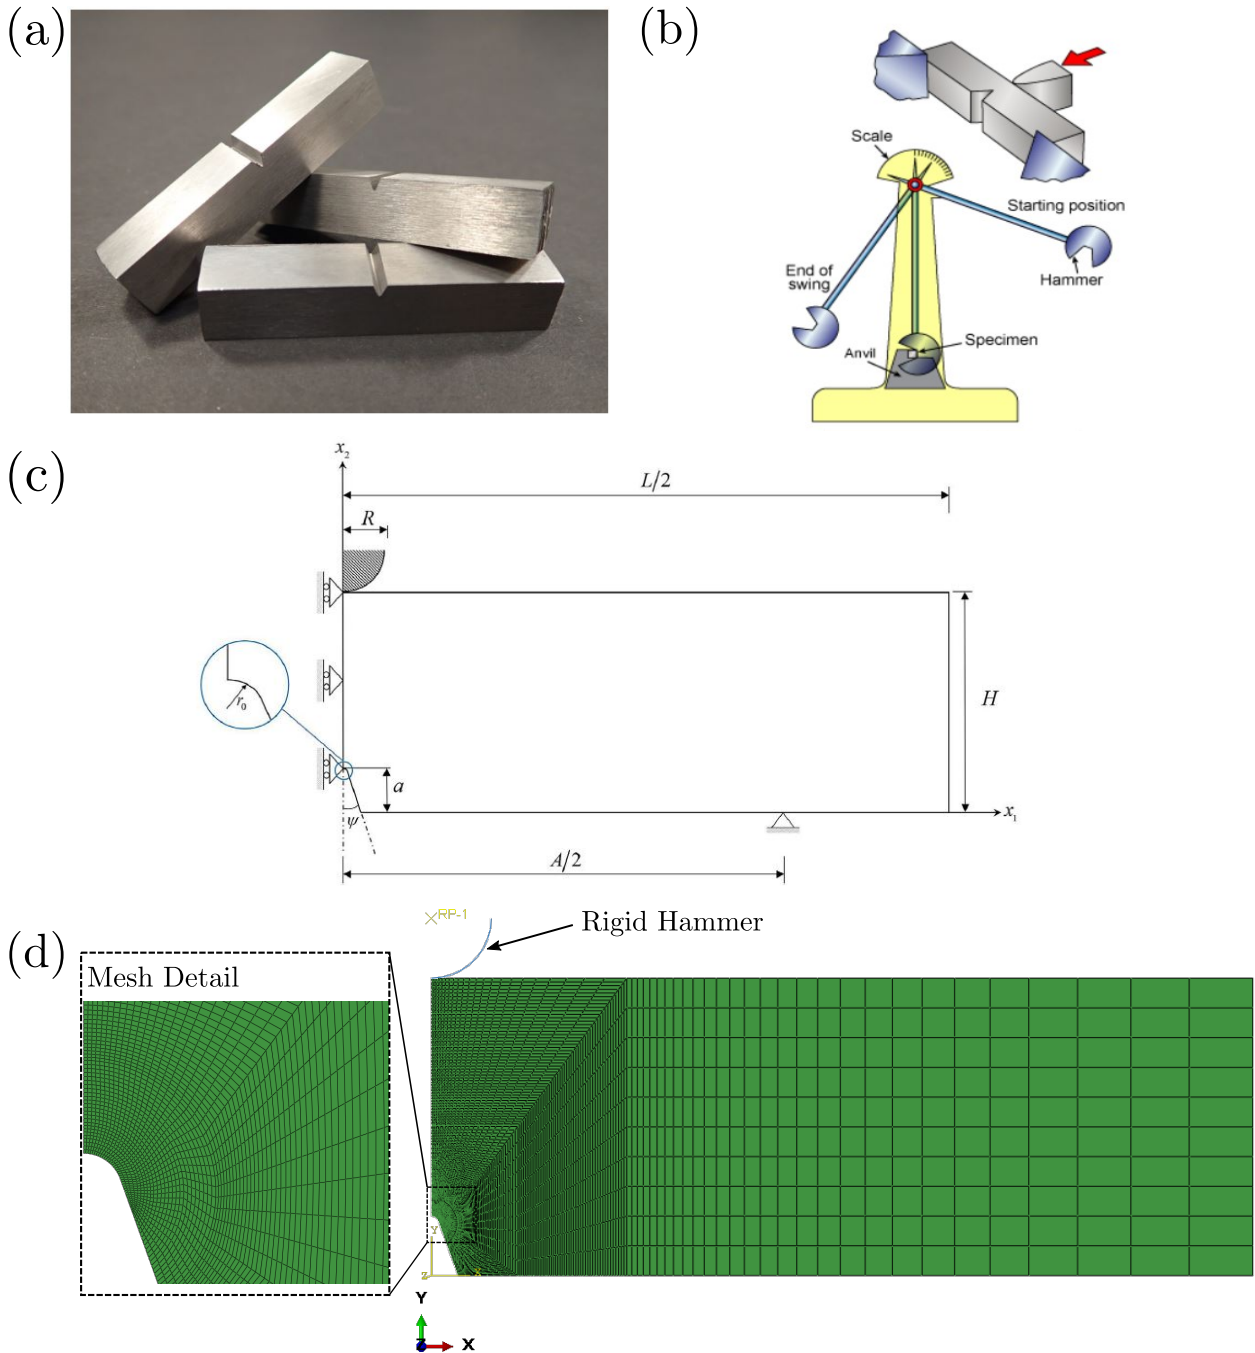 (a)
(b)
Scale
Starting position
Hammer
End of
swing
Specimen
Anvil
(c)
x₂
L/2
R
r₀
H
a
ψ
x₁
A/2
(d)
RP-1
Rigid Hammer
Mesh Detail
Y
Z
X
Y
Z
X